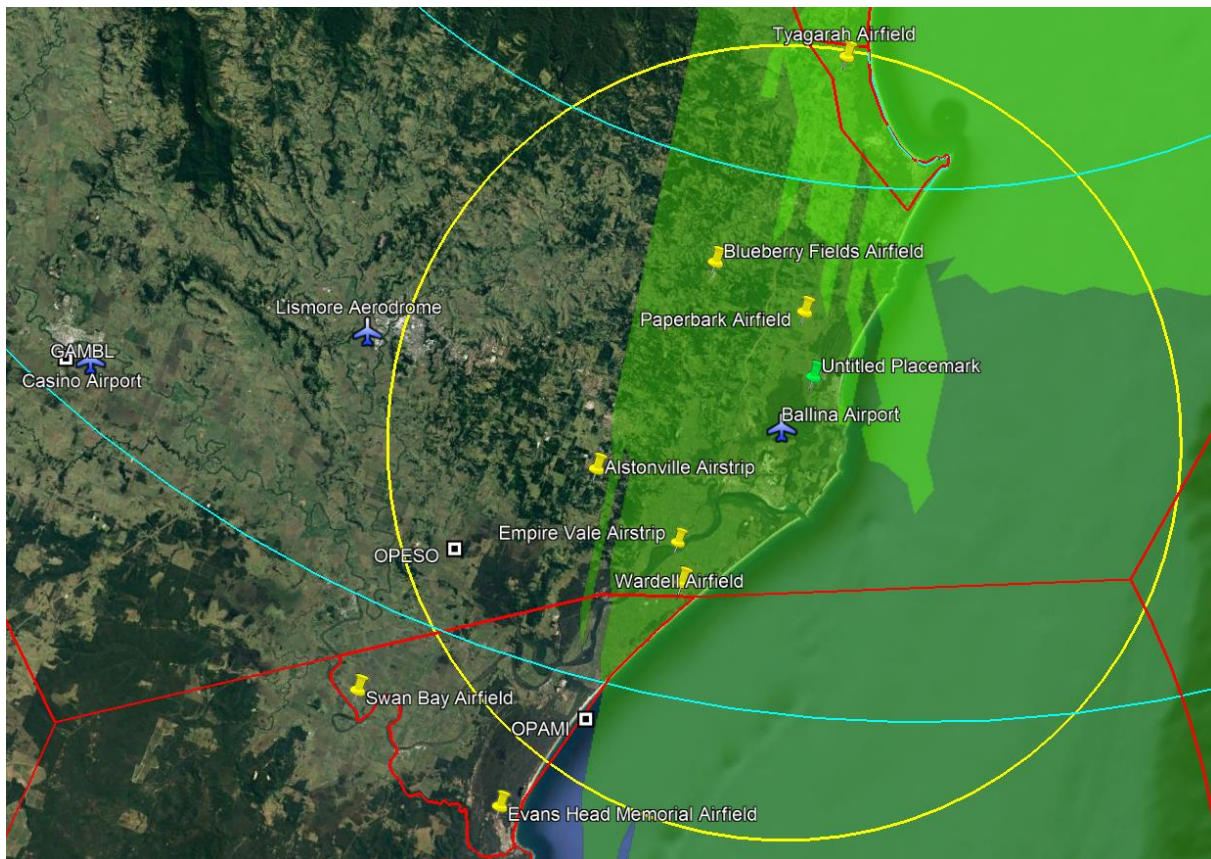 Tyagarah Airfield
Blueberry Fields Airfield
Lismore Aerodrome
Paperbark Airfield
GAMBL
Casino Airport
Untitled Placemark
Ballina Airport
Alstonville Airstrip
Empire Vale Airstrip
OPESO
Wardell Airfield
Swan Bay Airfield
OPAMI
Evans Head Memorial Airfield